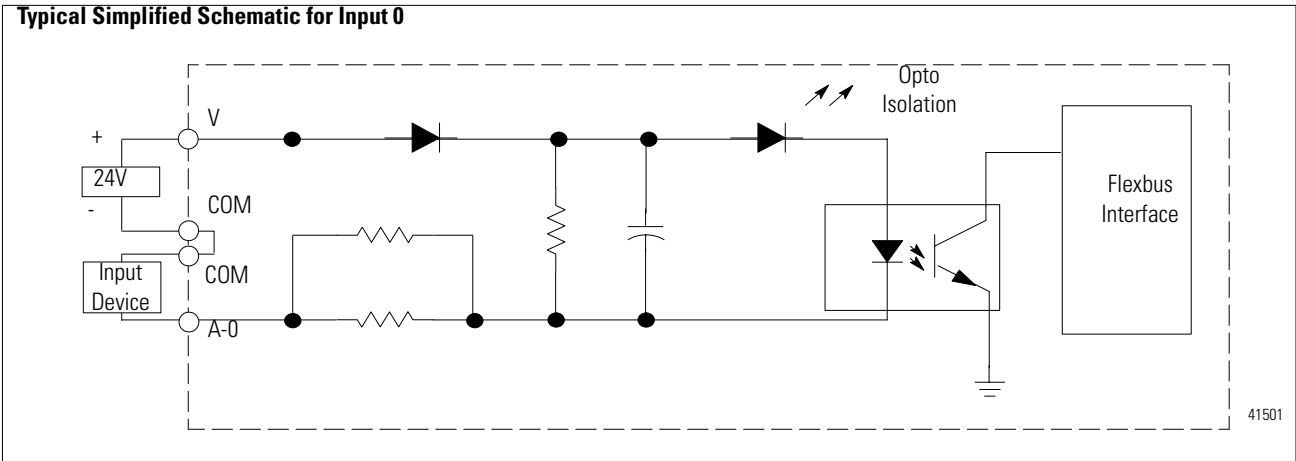 Typical Simplified Schematic for Input 0
Opto
Isolation
V
+
24V
-
COM
COM
Input
Device
A-0
Flexbus
Interface
41501